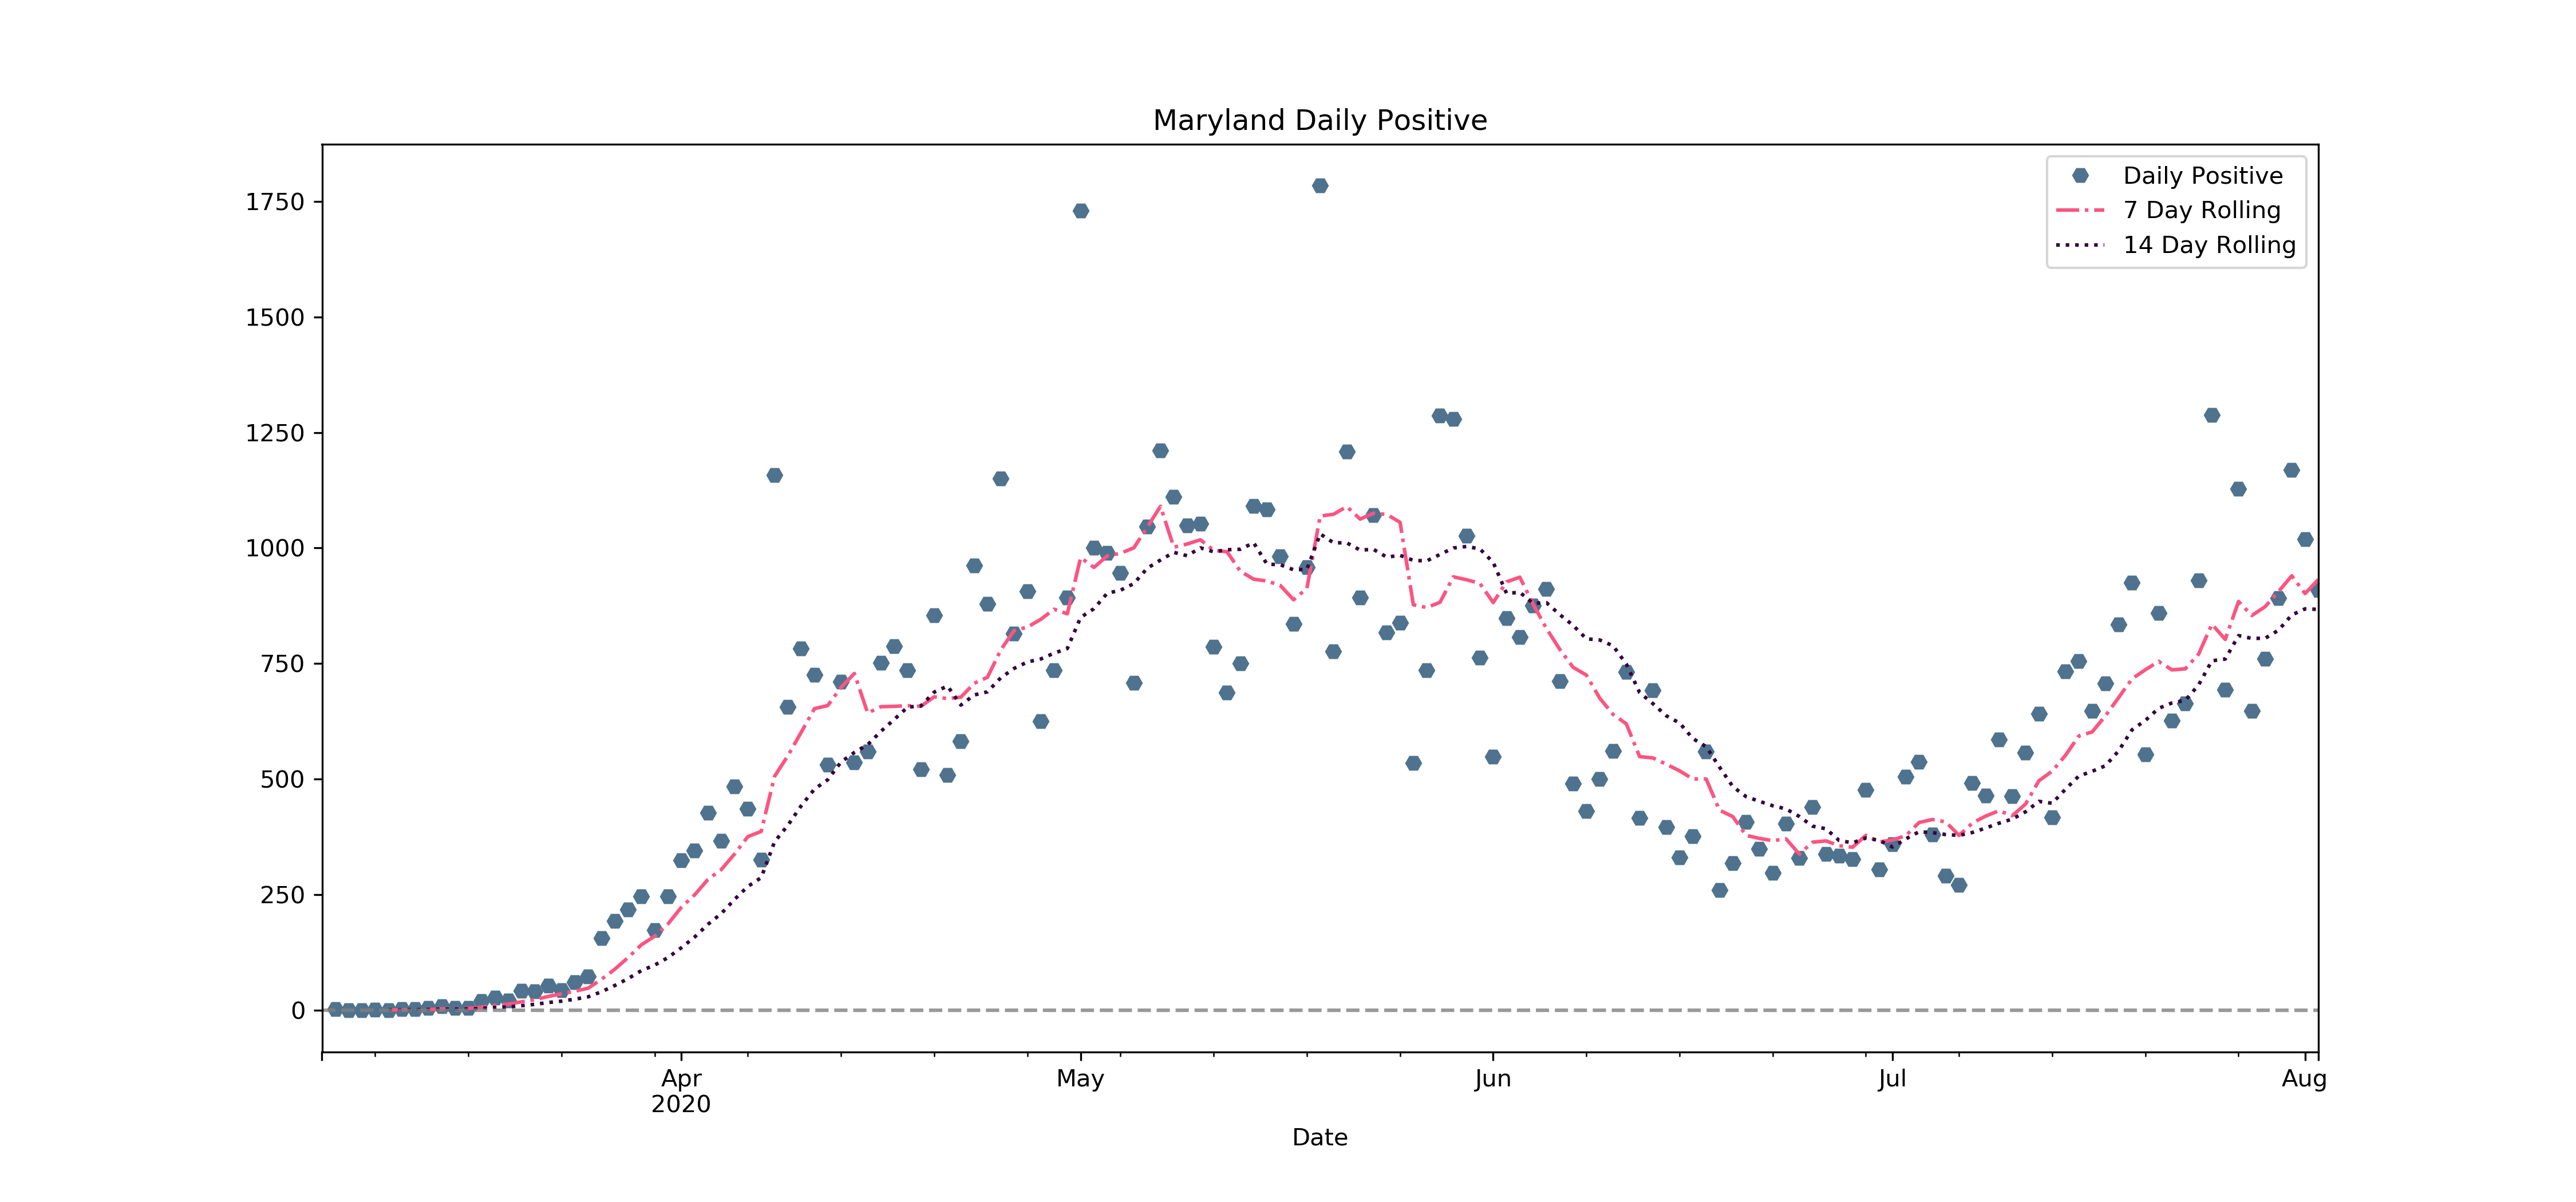 Maryland Daily Positive
Daily Positive
7 Day Rolling
14 Day Rolling
1750
1500
1250
1000
750
500
250
0
Apr
2020
May
Jun
Jul
Aug
Date